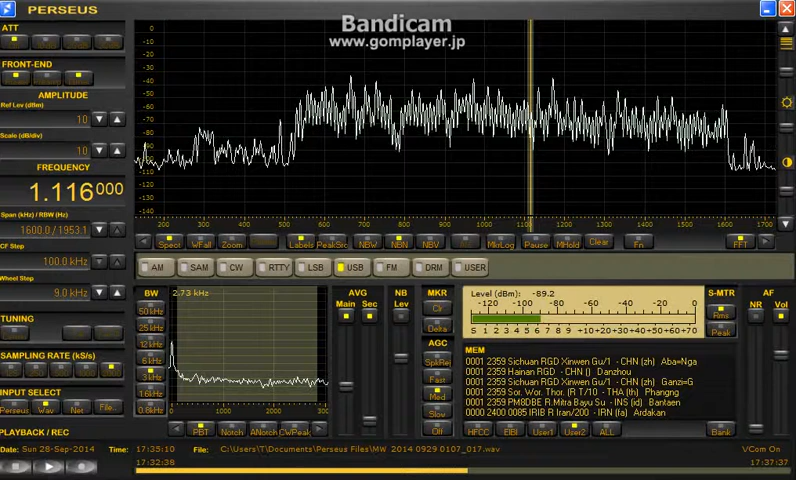 PERSEUS
Bandicam
www.gomplayer.jp
ATT
FRONT-END
AMPLITUDE
Ref Lev (dBm)
10
Scale (dB/div)
10
FREQUENCY
1.116000
Span (kHz) / RBW (Hz)
1600.0 / 1953.1
CF Step
100.0 kHz
Wheel Step
9.0 kHz
TUNING
SAMPLING RATE (kS/s)
INPUT SELECT
Perseus Wav Net File..
PLAYBACK / REC
0
-10
-20
-30
-40
-50
-60
-70
-80
-90
-100
-110
-120
-130
-140
200 300 400 500 600 700 800 900 1000 1100 1200 1300 1400 1500 1600 1700
Spect WFall Zoom Labels PeakSrc NBW NBN NBV MkrLog Pause MHold Clear Fn FFT
AM SAM CW RTTY LSB USB FM DRM USER
BW
50 kHz
25 kHz
12.5kHz
6 kHz
3 kHz
1.6kHz
0.8kHz
2.73 kHz
0 1000 2000 300
PBT Notch ANotch CWPeak
AVG
Main Sec
NB
Lev
MKR
Clr
Delta
AGC
SpkRej
Fast
Med
Slow
Off
Level (dBm): -89.2
-120 -100 -80 -60 -40 -20 0
S 1 2 3 4 5 6 7 8 9 +10 +20 +30 +40 +50 +60 +70
S-MTR
Rms
Peak
AF
NR Vol
MEM
0001 2359 Sichuan RGD Xinwen Gu/1 - CHN (zh) Aba=Nga
0001 2359 Hainan RGD - CHN () Danzhou
0001 2359 Sichuan RGD Xinwen Gu/1 - CHN (zh) Ganzi=G
0001 2359 Sor. Wor. Thor. (R T/10 - THA (th) Phangng
0001 2359 PM8DBE R.Mitra Bayu Su - INS (id) Bantaen
0000 2400 0085 IRIB R Iran/200 - IRN (fa) Ardakan
HFCC EIBI User1 User2 ALL Bank
Date: Sun 28-Sep-2014 Time: 17:35:10 File: C:\Users\T\Documents\Perseus Files\MW 2014 0929 0107_017.wav VCom On
17:32:38 17:37:37